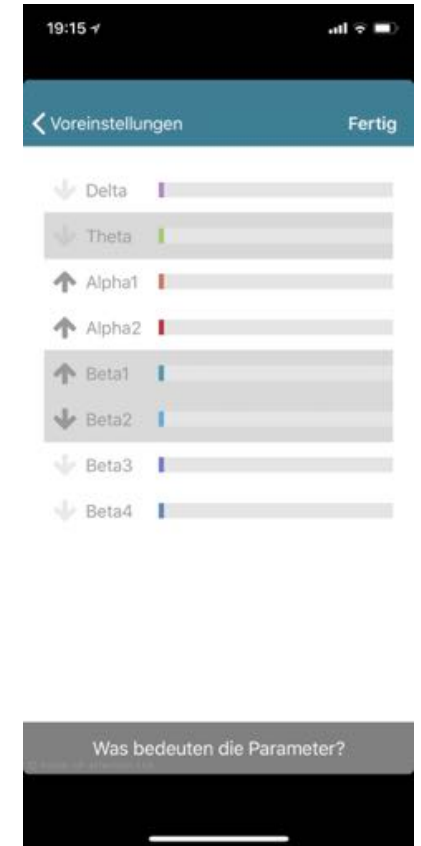 19:15
Voreinstellungen
Fertig
Delta
Theta
Alpha1
Alpha2
Beta1
Beta2
Beta3
Beta4
Was bedeuten die Parameter?